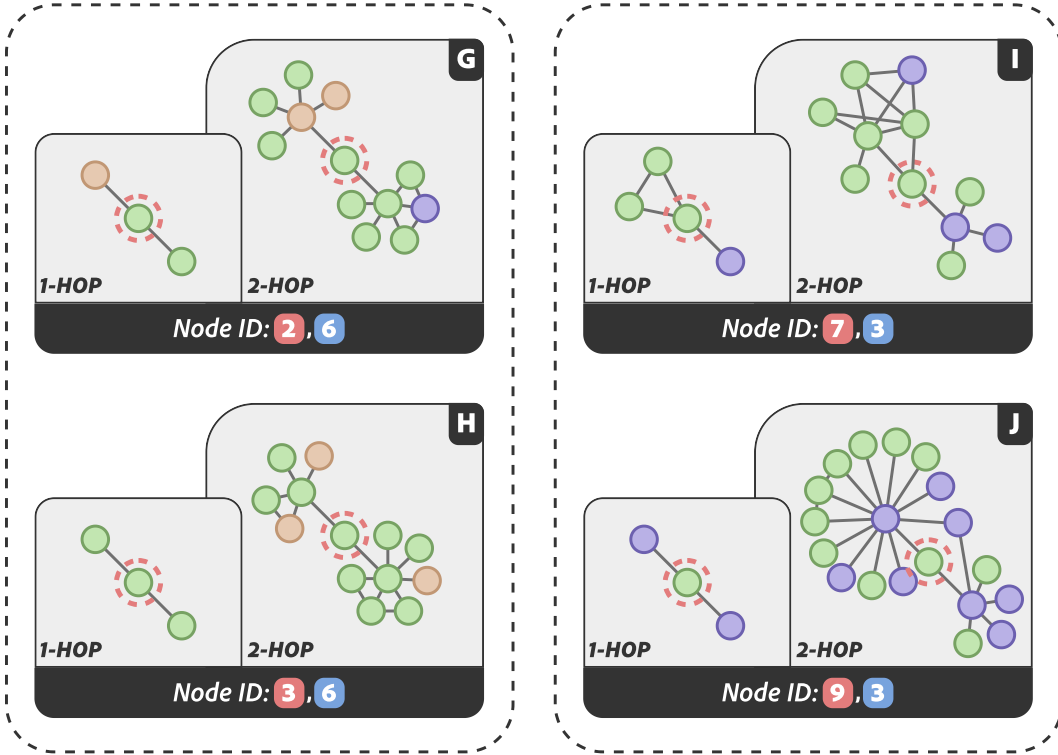 G
1-HOP
2-HOP
Node ID: 2, 6
I
1-HOP
2-HOP
Node ID: 7, 3
H
1-HOP
2-HOP
Node ID: 3, 6
J
1-HOP
2-HOP
Node ID: 9, 3